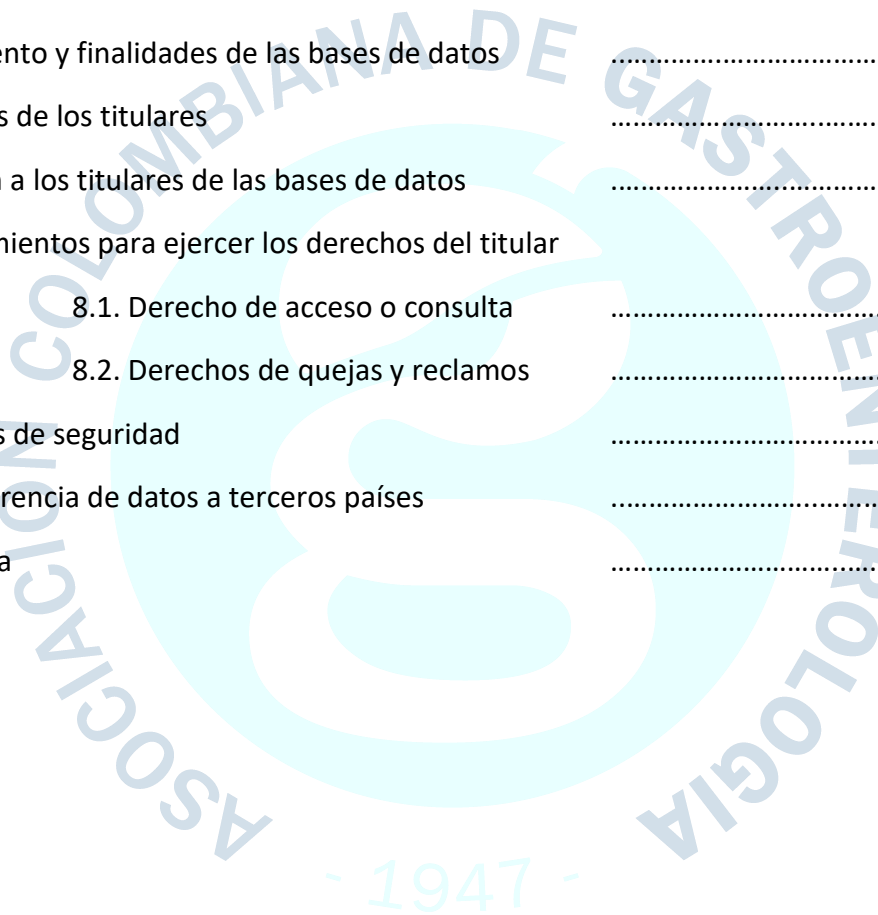 nto y finalidades de las bases de datos ...............................
s de los titulares ...............................
a los titulares de las bases de datos ...............................
mientos para ejercer los derechos del titular
8.1. Derecho de acceso o consulta ...............................
8.2. Derechos de quejas y reclamos ...............................
s de seguridad ...............................
rencia de datos a terceros países ...............................
a ...............................
ASOCIACION COLOMBIANA DE GASTROENTEROLOGIA
- 1947 -